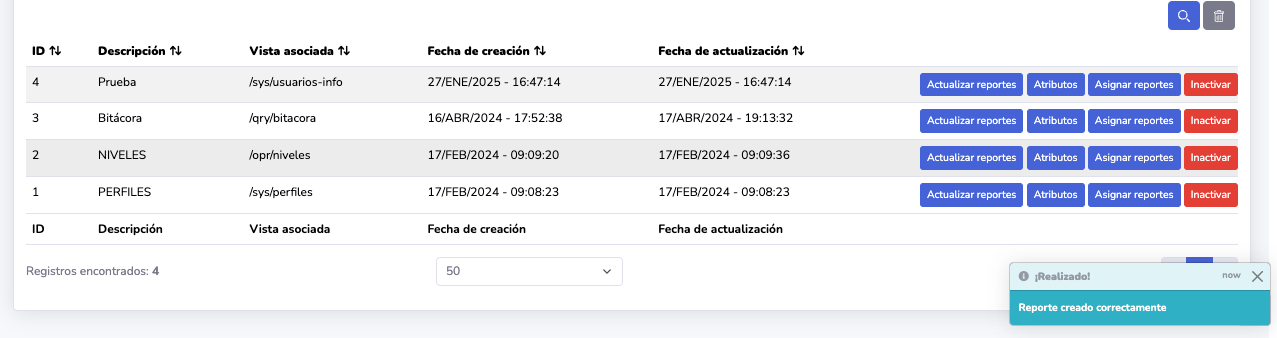 ID Descripción Vista asociada Fecha de creación Fecha de actualización
4 Prueba /sys/usuarios-info 27/ENE/2025 - 16:47:14 27/ENE/2025 - 16:47:14 Actualizar reportes Atributos Asignar reportes Inactivar
3 Bitácora /qry/bitacora 16/ABR/2024 - 17:52:38 17/ABR/2024 - 19:13:32 Actualizar reportes Atributos Asignar reportes Inactivar
2 NIVELES /opr/niveles 17/FEB/2024 - 09:09:20 17/FEB/2024 - 09:09:36 Actualizar reportes Atributos Asignar reportes Inactivar
1 PERFILES /sys/perfiles 17/FEB/2024 - 09:08:23 17/FEB/2024 - 09:08:23 Actualizar reportes Atributos Asignar reportes Inactivar
ID Descripción Vista asociada Fecha de creación Fecha de actualización
Registros encontrados: 4 50
¡Realizado! now
Reporte creado correctamente